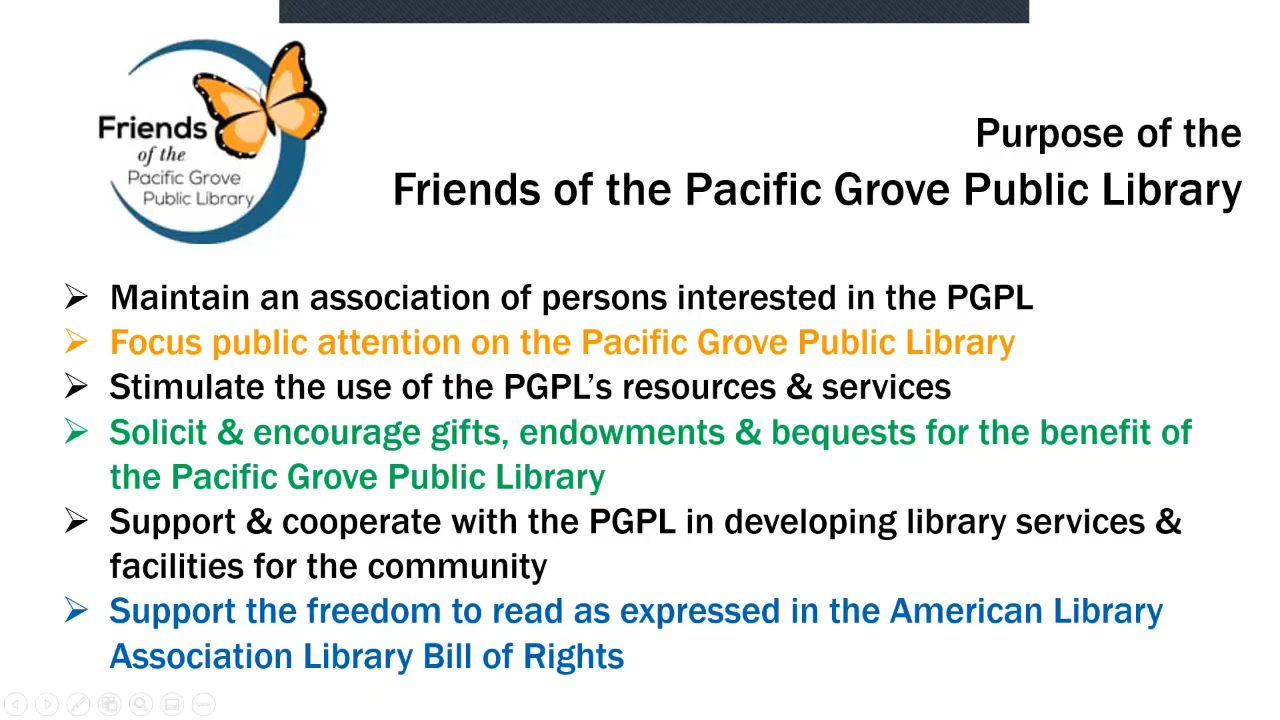 Friends
of the
Pacific Grove
Public Library
Purpose of the
Friends of the Pacific Grove Public Library
Maintain an association of persons interested in the PGPL
Focus public attention on the Pacific Grove Public Library
Stimulate the use of the PGPL’s resources & services
Solicit & encourage gifts, endowments & bequests for the benefit of
the Pacific Grove Public Library
Support & cooperate with the PGPL in developing library services &
facilities for the community
Support the freedom to read as expressed in the American Library
Association Library Bill of Rights